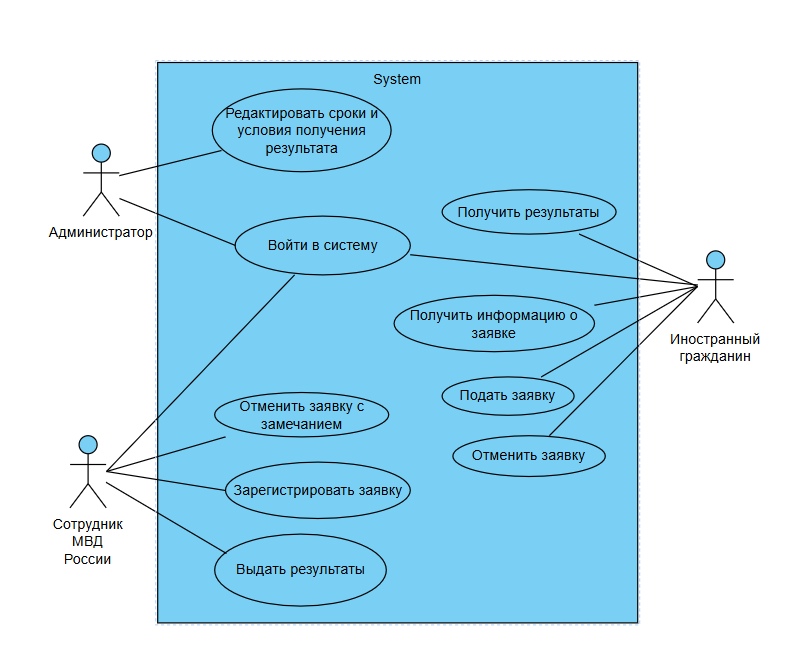 System
Редактировать сроки и
условия получения
результата
Администратор
Войти в систему
Получить результаты
Получить информацию о
заявке
Иностранный
гражданин
Подать заявку
Отменить заявку с
замечанием
Отменить заявку
Зарегистрировать заявку
Сотрудник
МВД
России
Выдать результаты